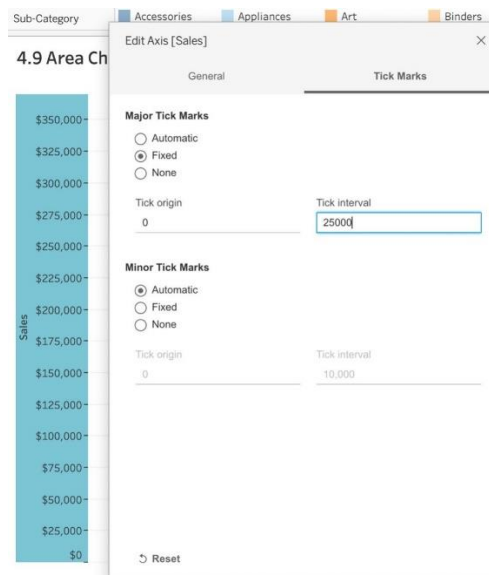 Sub-Category Accessories Appliances Art Binders
4.9 Area Ch
Edit Axis [Sales]
General Tick Marks
Major Tick Marks
Automatic
Fixed
None
Tick origin Tick interval
0 25000
Minor Tick Marks
Automatic
Fixed
None
Tick origin Tick interval
0 10,000
Reset
Sales
$350,000
$325,000
$300,000
$275,000
$250,000
$225,000
$200,000
$175,000
$150,000
$125,000
$100,000
$75,000
$50,000
$25,000
$0